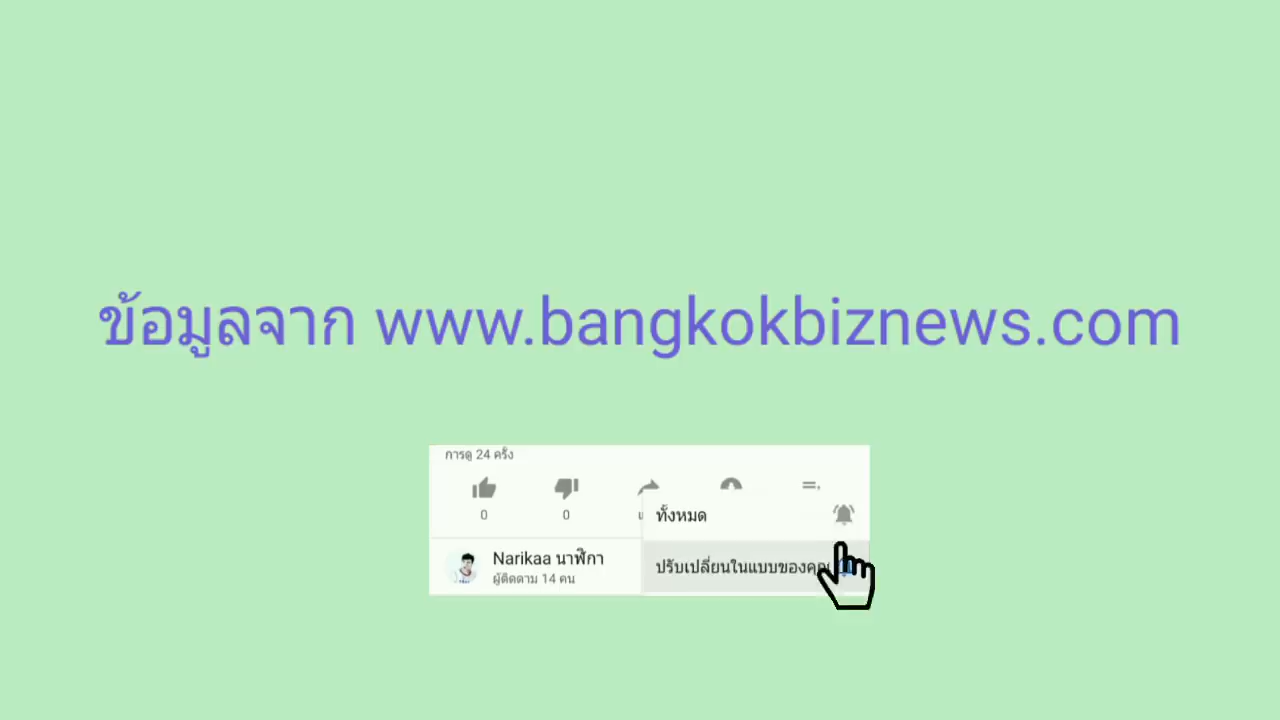 ข้อมูลจาก www.bangkokbiznews.com
การดู 24 ครั้ง
0 0
ทั้งหมด
Narikaa นาฬิกา
ปรับเปลี่ยนในแบบของคุณ
ผู้ติดตาม 14 คน